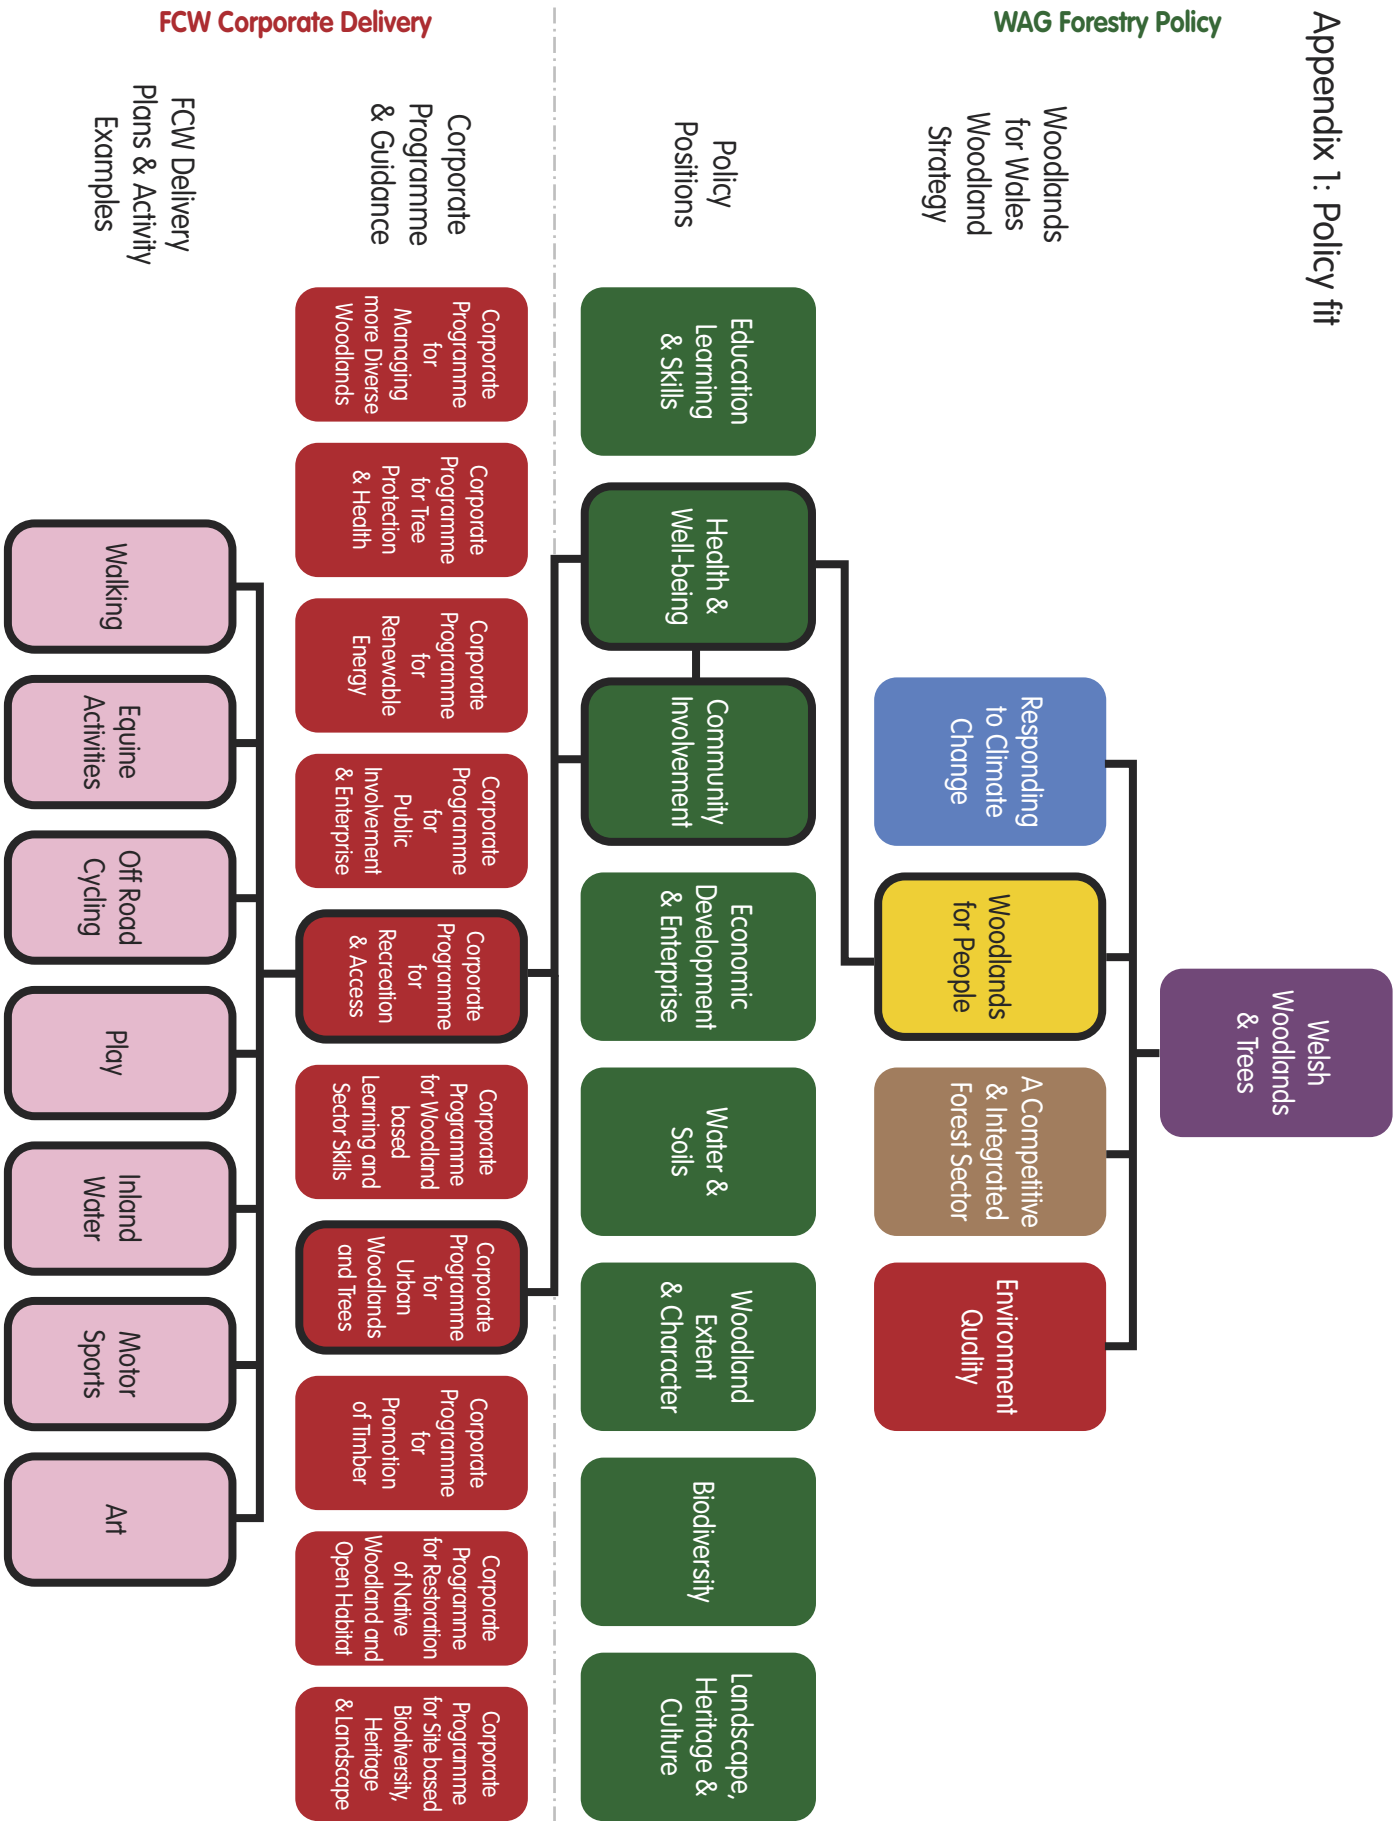 Appendix 1: Policy fit
WAG Forestry Policy
Welsh
Woodlands
& Trees
Woodlands
for Wales
Woodland
Strategy
Responding
to Climate
Change
Woodlands
for People
A Competitive
& Integrated
Forest Sector
Environment
Quality
Policy
Positions
Education
Learning
& Skills
Health &
Well-being
Community
Involvement
Economic
Development
& Enterprise
Water &
Soils
Woodland
Extent
& Character
Biodiversity
Landscape,
Heritage &
Culture
FCW Corporate Delivery
Corporate
Programme
& Guidance
Corporate
Programme
for
Managing
more Diverse
Woodlands
Corporate
Programme
for Tree
Protection
& Health
Corporate
Programme
for
Renewable
Energy
Corporate
Programme
for
Public
Involvement
& Enterprise
Corporate
Programme
for
Recreation
& Access
Corporate
Programme
for Woodland
based
Learning and
Sector Skills
Corporate
Programme
for
Urban
Woodlands
and Trees
Corporate
Programme
for
Promotion
of Timber
Corporate
Programme
for Restoration
of Native
Woodland and
Open Habitat
Corporate
Programme
for Site based
Biodiversity,
Heritage
& Landscape
FCW Delivery
Plans & Activity
Examples
Walking
Equine
Activities
Off Road
Cycling
Play
Inland
Water
Motor
Sports
Art